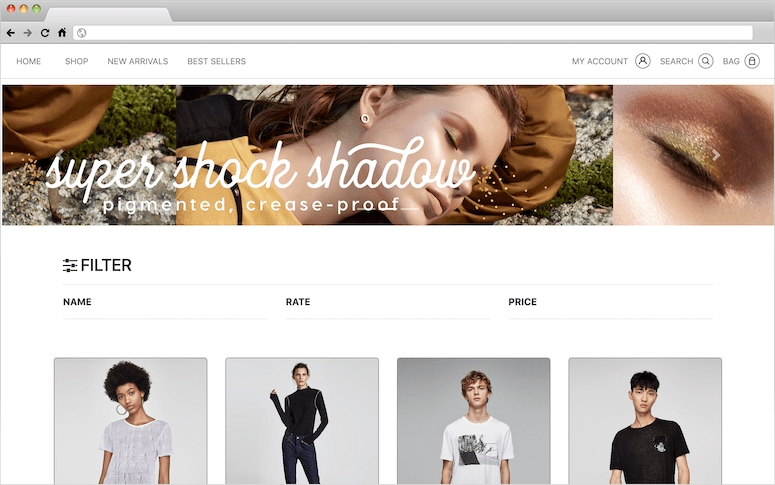 HOME SHOP NEW ARRIVALS BEST SELLERS MY ACCOUNT SEARCH BAG
super shock shadow
pigmented, crease-proof
FILTER
NAME RATE PRICE